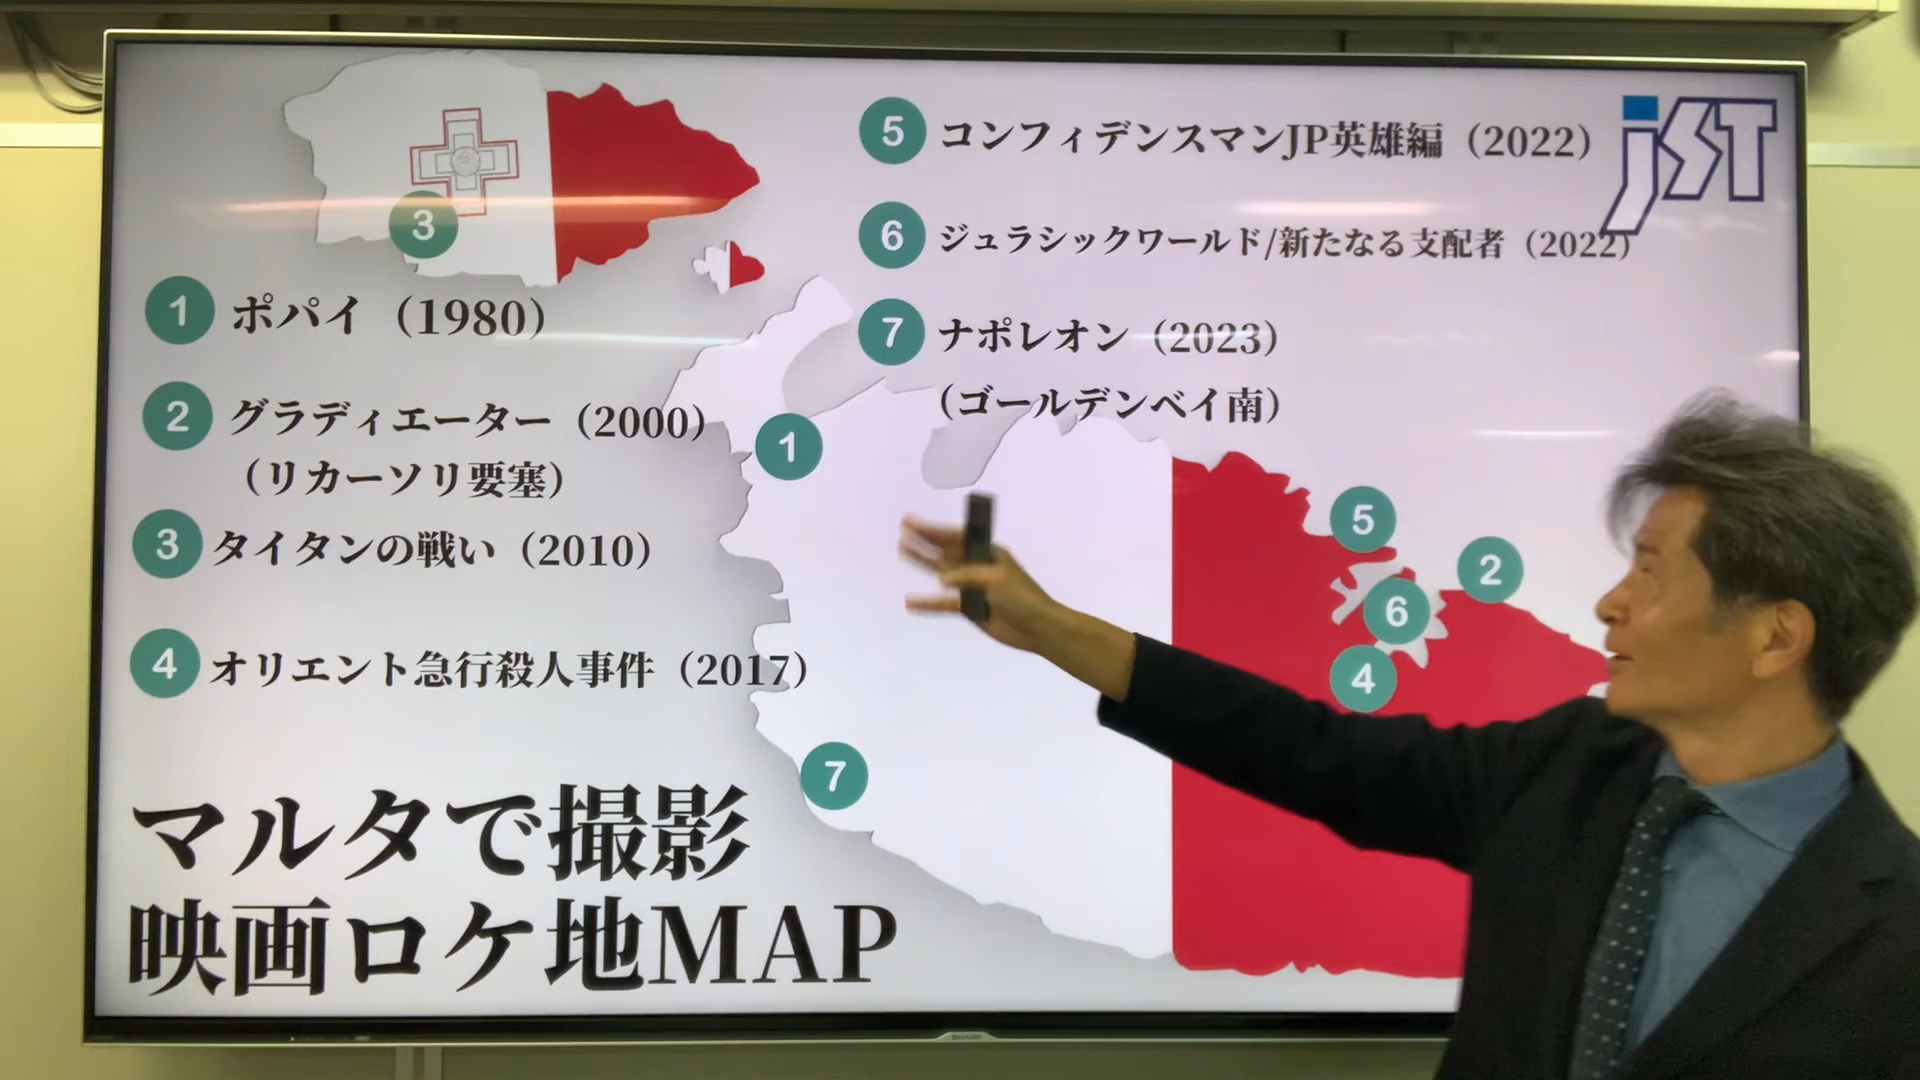 3
1 ポパイ（1980）
2 グラディエーター（2000）
（リカーソリ要塞）
3 タイタンの戦い（2010）
4 オリエント急行殺人事件（2017）
5 コンフィデンスマンJP英雄編（2022）
6 ジュラシックワールド/新たなる支配者（2022）
7 ナポレオン（2023）
（ゴールデンベイ南）
jST
1
5
2
6
4
7
マルタで撮影
映画ロケ地MAP
SHARP